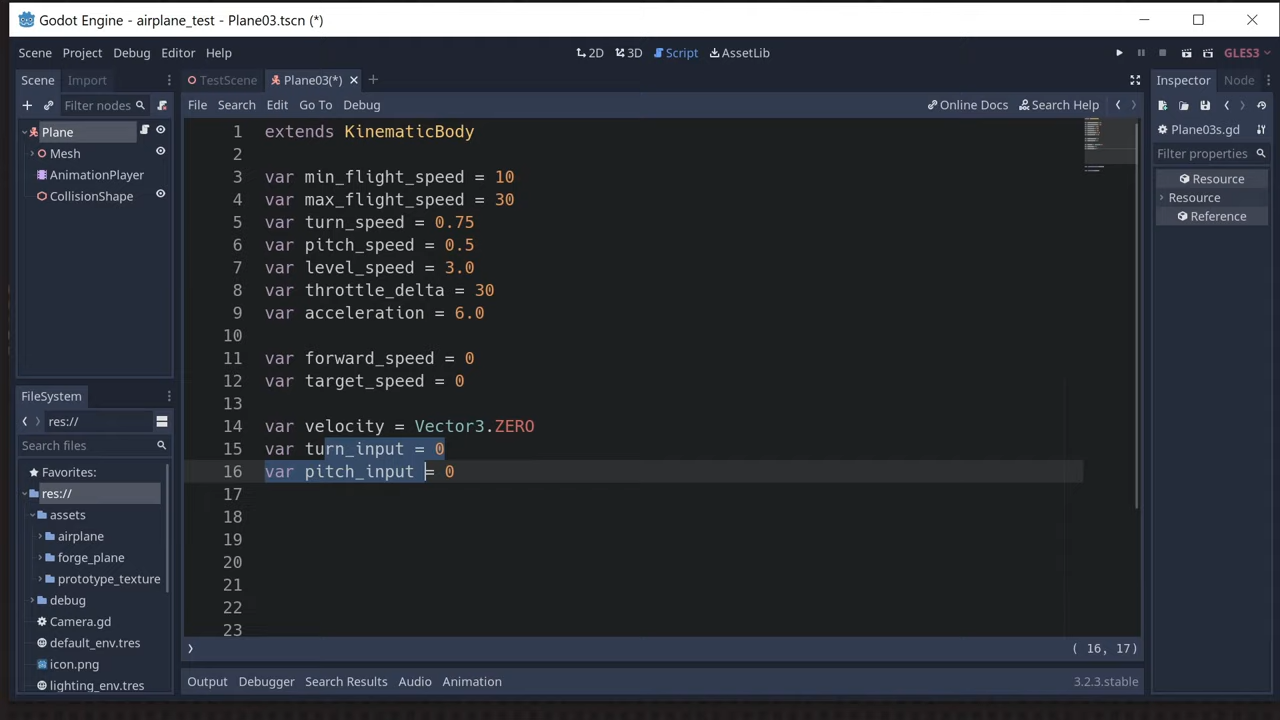 Godot Engine - airplane_test - Plane03.tscn (*)
Scene Project Debug Editor Help
2D 3D Script AssetLib
GLES3
Scene Import
TestScene Plane03(*)
Inspector Node
Filter nodes
File Search Edit Go To Debug
Online Docs Search Help
Plane
Mesh
AnimationPlayer
CollisionShape
Plane03s.gd
Filter properties
Resource
Resource
Reference
1 extends KinematicBody
2
3 var min_flight_speed = 10
4 var max_flight_speed = 30
5 var turn_speed = 0.75
6 var pitch_speed = 0.5
7 var level_speed = 3.0
8 var throttle_delta = 30
9 var acceleration = 6.0
10
11 var forward_speed = 0
12 var target_speed = 0
13
14 var velocity = Vector3.ZERO
15 var turn_input = 0
16 var pitch_input = 0
17
18
19
20
21
22
23
FileSystem
res://
Search files
Favorites:
res://
assets
airplane
forge_plane
prototype_texture
debug
Camera.gd
default_env.tres
icon.png
lighting_env.tres
( 16, 17)
Output Debugger Search Results Audio Animation
3.2.3.stable